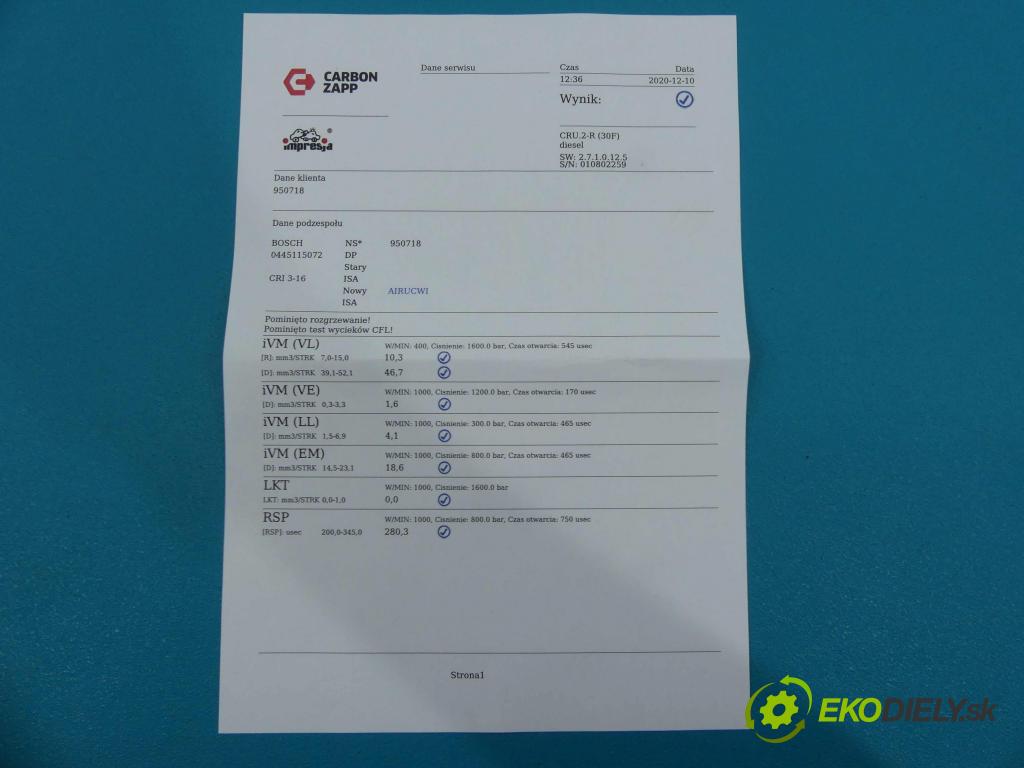 CARBON
ZAPP
Dane serwisu
Czas Data
12:36 2020-12-10
Wynik:
impresja ®
CRU.2-R (30F)
diesel
SW: 2.7.1.0.12.5
S/N: 010802259
Dane klienta
950718
Dane podzespołu
BOSCH NS* 950718
0445115072 DP
Stary
CRI 3-16 ISA
Nowy AIRUCWI
ISA
Pominięto rozgrzewanie!
Pominięto test wycieków CFL!
iVM (VL) W/MIN: 400, Cisnienie: 1600.0 bar, Czas otwarcia: 545 usec
[R]: mm3/STRK 7,0-15,0 10,3
[D]: mm3/STRK 39,1-52,1 46,7
iVM (VE) W/MIN: 1000, Cisnienie: 1200.0 bar, Czas otwarcia: 170 usec
[D]: mm3/STRK 0,3-3,3 1,6
iVM (LL) W/MIN: 1000, Cisnienie: 300.0 bar, Czas otwarcia: 465 usec
[D]: mm3/STRK 1,5-6,9 4,1
iVM (EM) W/MIN: 1000, Cisnienie: 800.0 bar, Czas otwarcia: 465 usec
[D]: mm3/STRK 14,5-23,1 18,6
LKT W/MIN: 1000, Cisnienie: 1600.0 bar
LKT: mm3/STRK 0,0-1,0 0,0
RSP W/MIN: 1000, Cisnienie: 800.0 bar, Czas otwarcia: 750 usec
[RSP]: usec 200,0-345,0 280,3
Strona1
EKODIELY.sk